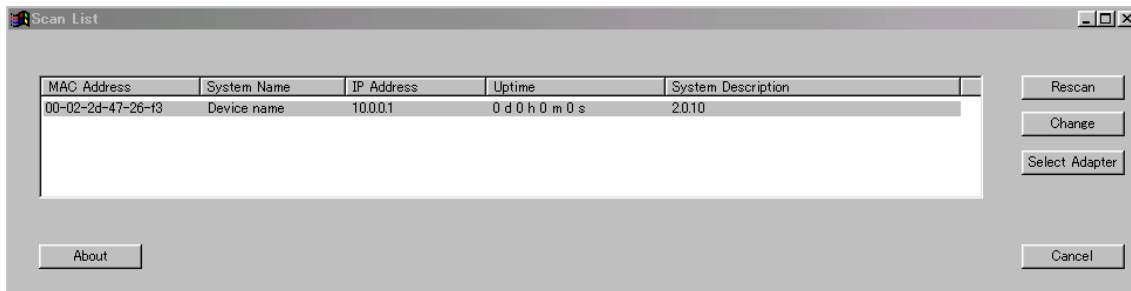 Scan List
MAC Address System Name IP Address Uptime System Description
00-02-2d-47-26-f3 Device name 10.0.0.1 0 d 0 h 0 m 0 s 2.0.10
Rescan
Change
Select Adapter
About
Cancel